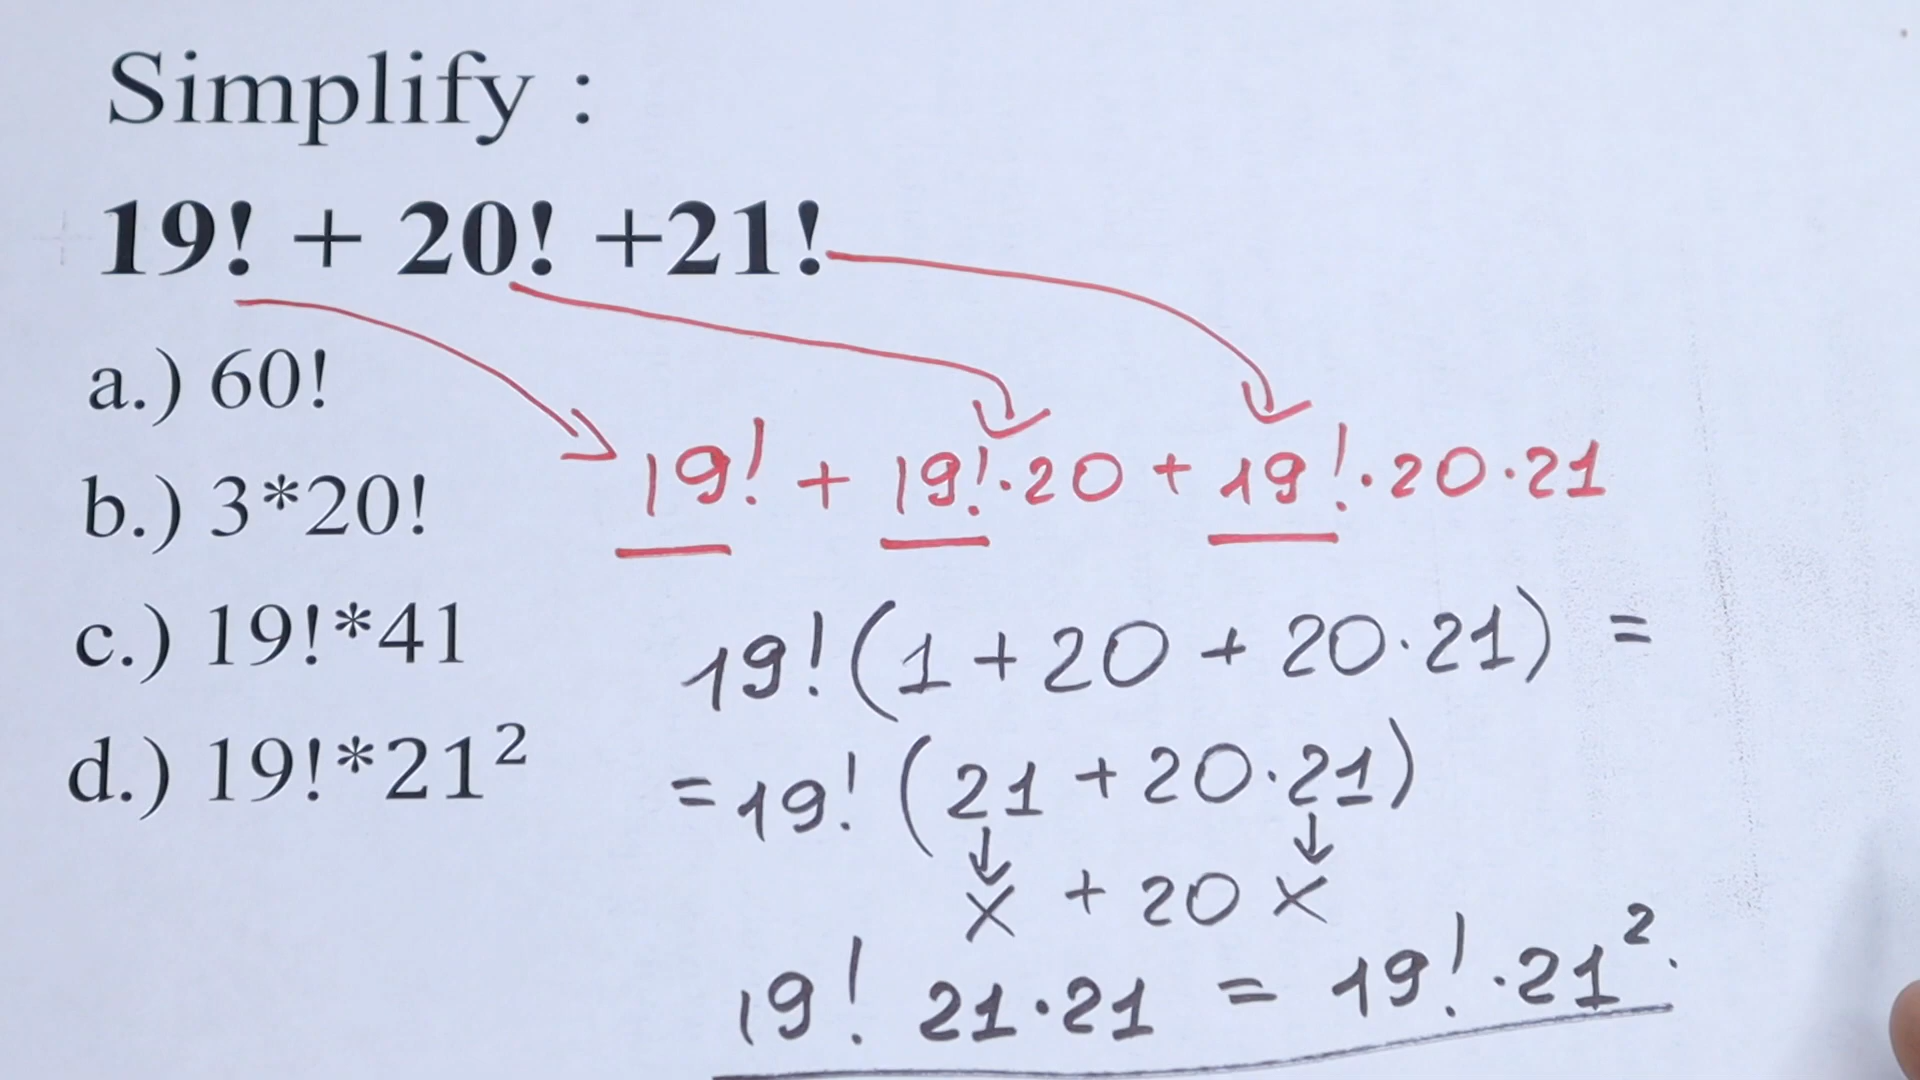 Simplify :
19! + 20! +21!
a.) 60!
b.) 3*20!
c.) 19!*41
d.) 19!*21²
19! + 19!·20 + 19!·20·21
19!(1+20+20·21) =
=19! (21+20·21)
x + 20 x
19! 21·21 = 19!·21².